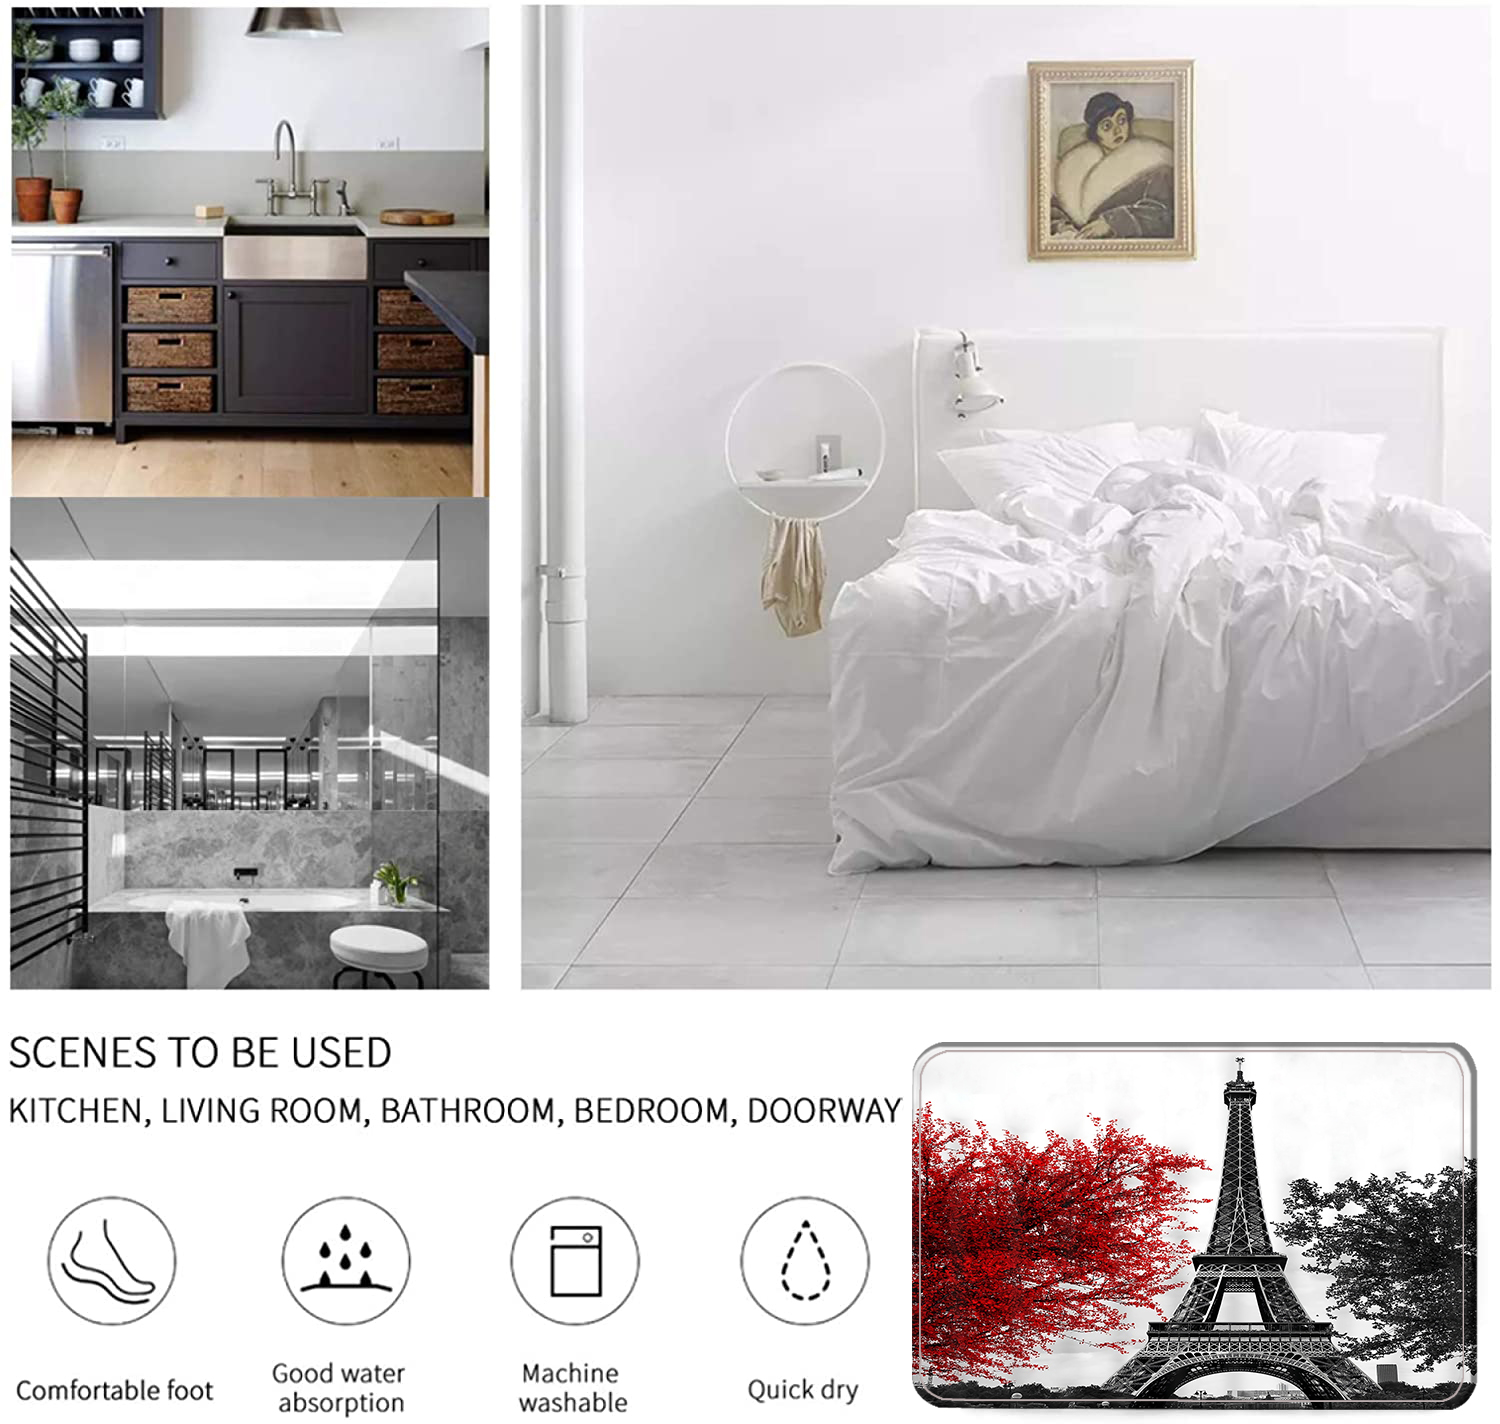 SCENES TO BE USED
KITCHEN, LIVING ROOM, BATHROOM, BEDROOM, DOORWAY
Comfortable foot
Good water
absorption
Machine
washable
Quick dry